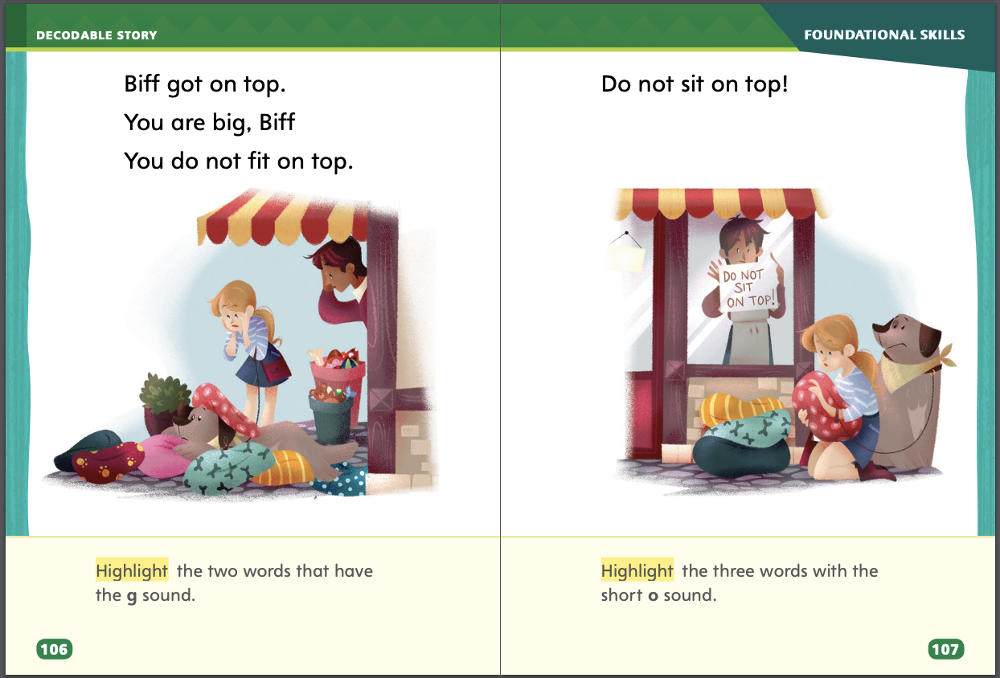 DECODABLE STORY
Biff got on top.
You are big, Biff
You do not fit on top.
Highlight the two words that have
the g sound.
106
FOUNDATIONAL SKILLS
Do not sit on top!
DO NOT
SIT
ON TOP!
Highlight the three words with the
short o sound.
107